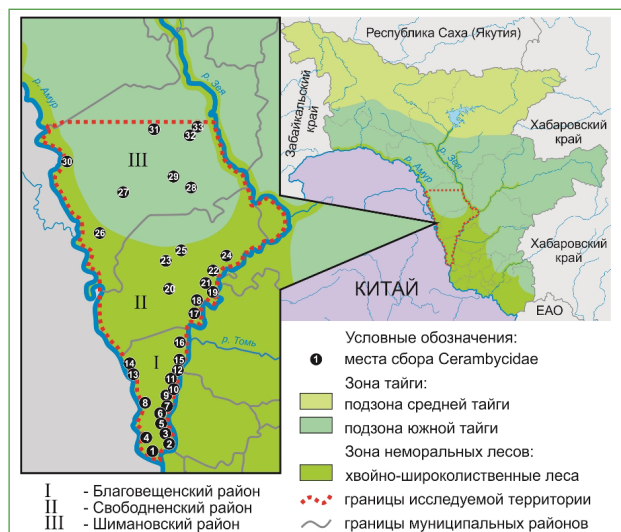 Республика Саха (Якутия)
Забайкальский
край
Хабаровский
край
р. Зея
р. Амур
Хабаровский
край
КИТАЙ
ЕАО
р. Амур
р. Зея
31
33
32
III
30
29
28
27
26
25
24
23
22
21
20
19
II
18
17
16
р. Томь
I
15
14
12
13
11
10
9
8
7
6
5
4
3
2
1
Условные обозначения:
1 места сбора Cerambycidae
Зона тайги:
подзона средней тайги
подзона южной тайги
Зона неморальных лесов:
хвойно-широколиственные леса
границы исследуемой территории
границы муниципальных районов
I - Благовещенский район
II - Свободненский район
III - Шимановский район